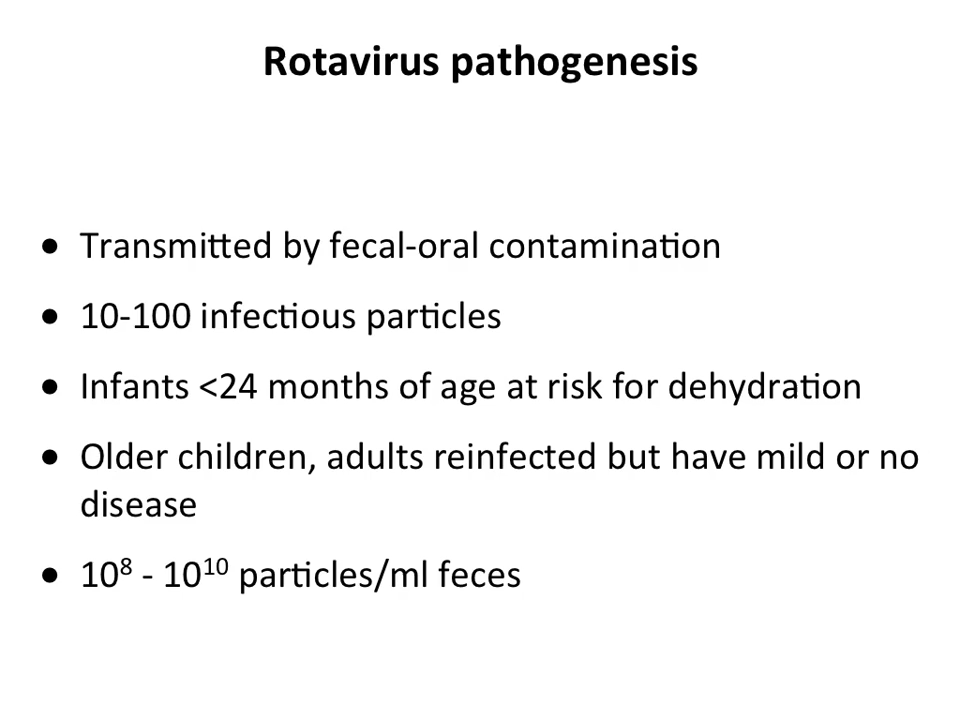 Rotavirus pathogenesis
● Transmitted by fecal-oral contamination
● 10-100 infectious particles
● Infants <24 months of age at risk for dehydration
● Older children, adults reinfected but have mild or no
disease
● 10⁸ - 10¹⁰ particles/ml feces